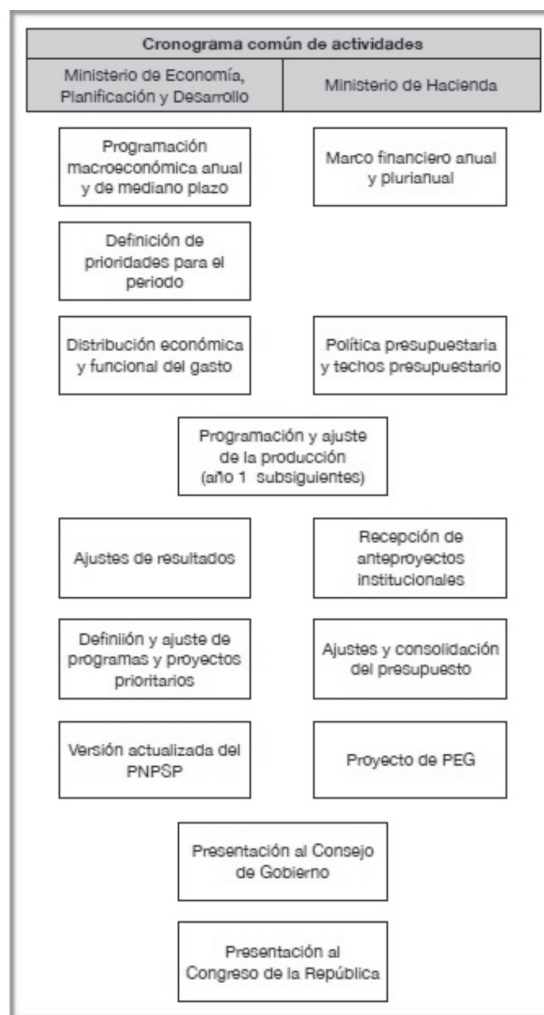 Cronograma común de actividades
Ministerio de Economía,
Planificación y Desarrollo
Ministerio de Hacienda
Programación
macroeconómica anual
y de mediano plazo
Marco financiero anual
y plurianual
Definición de
prioridades para el
periodo
Distribución económica
y funcional del gasto
Política presupuestaria
y techos presupuestario
Programación y ajuste
de la producción
(año 1 subsiguientes)
Ajustes de resultados
Recepción de
anteproyectos
institucionales
Definiión y ajuste de
programas y proyectos
prioritarios
Ajustes y consolidación
del presupuesto
Versión actualizada del
PNPSP
Proyecto de PEG
Presentación al Consejo
de Gobierno
Presentación al
Congreso de la República